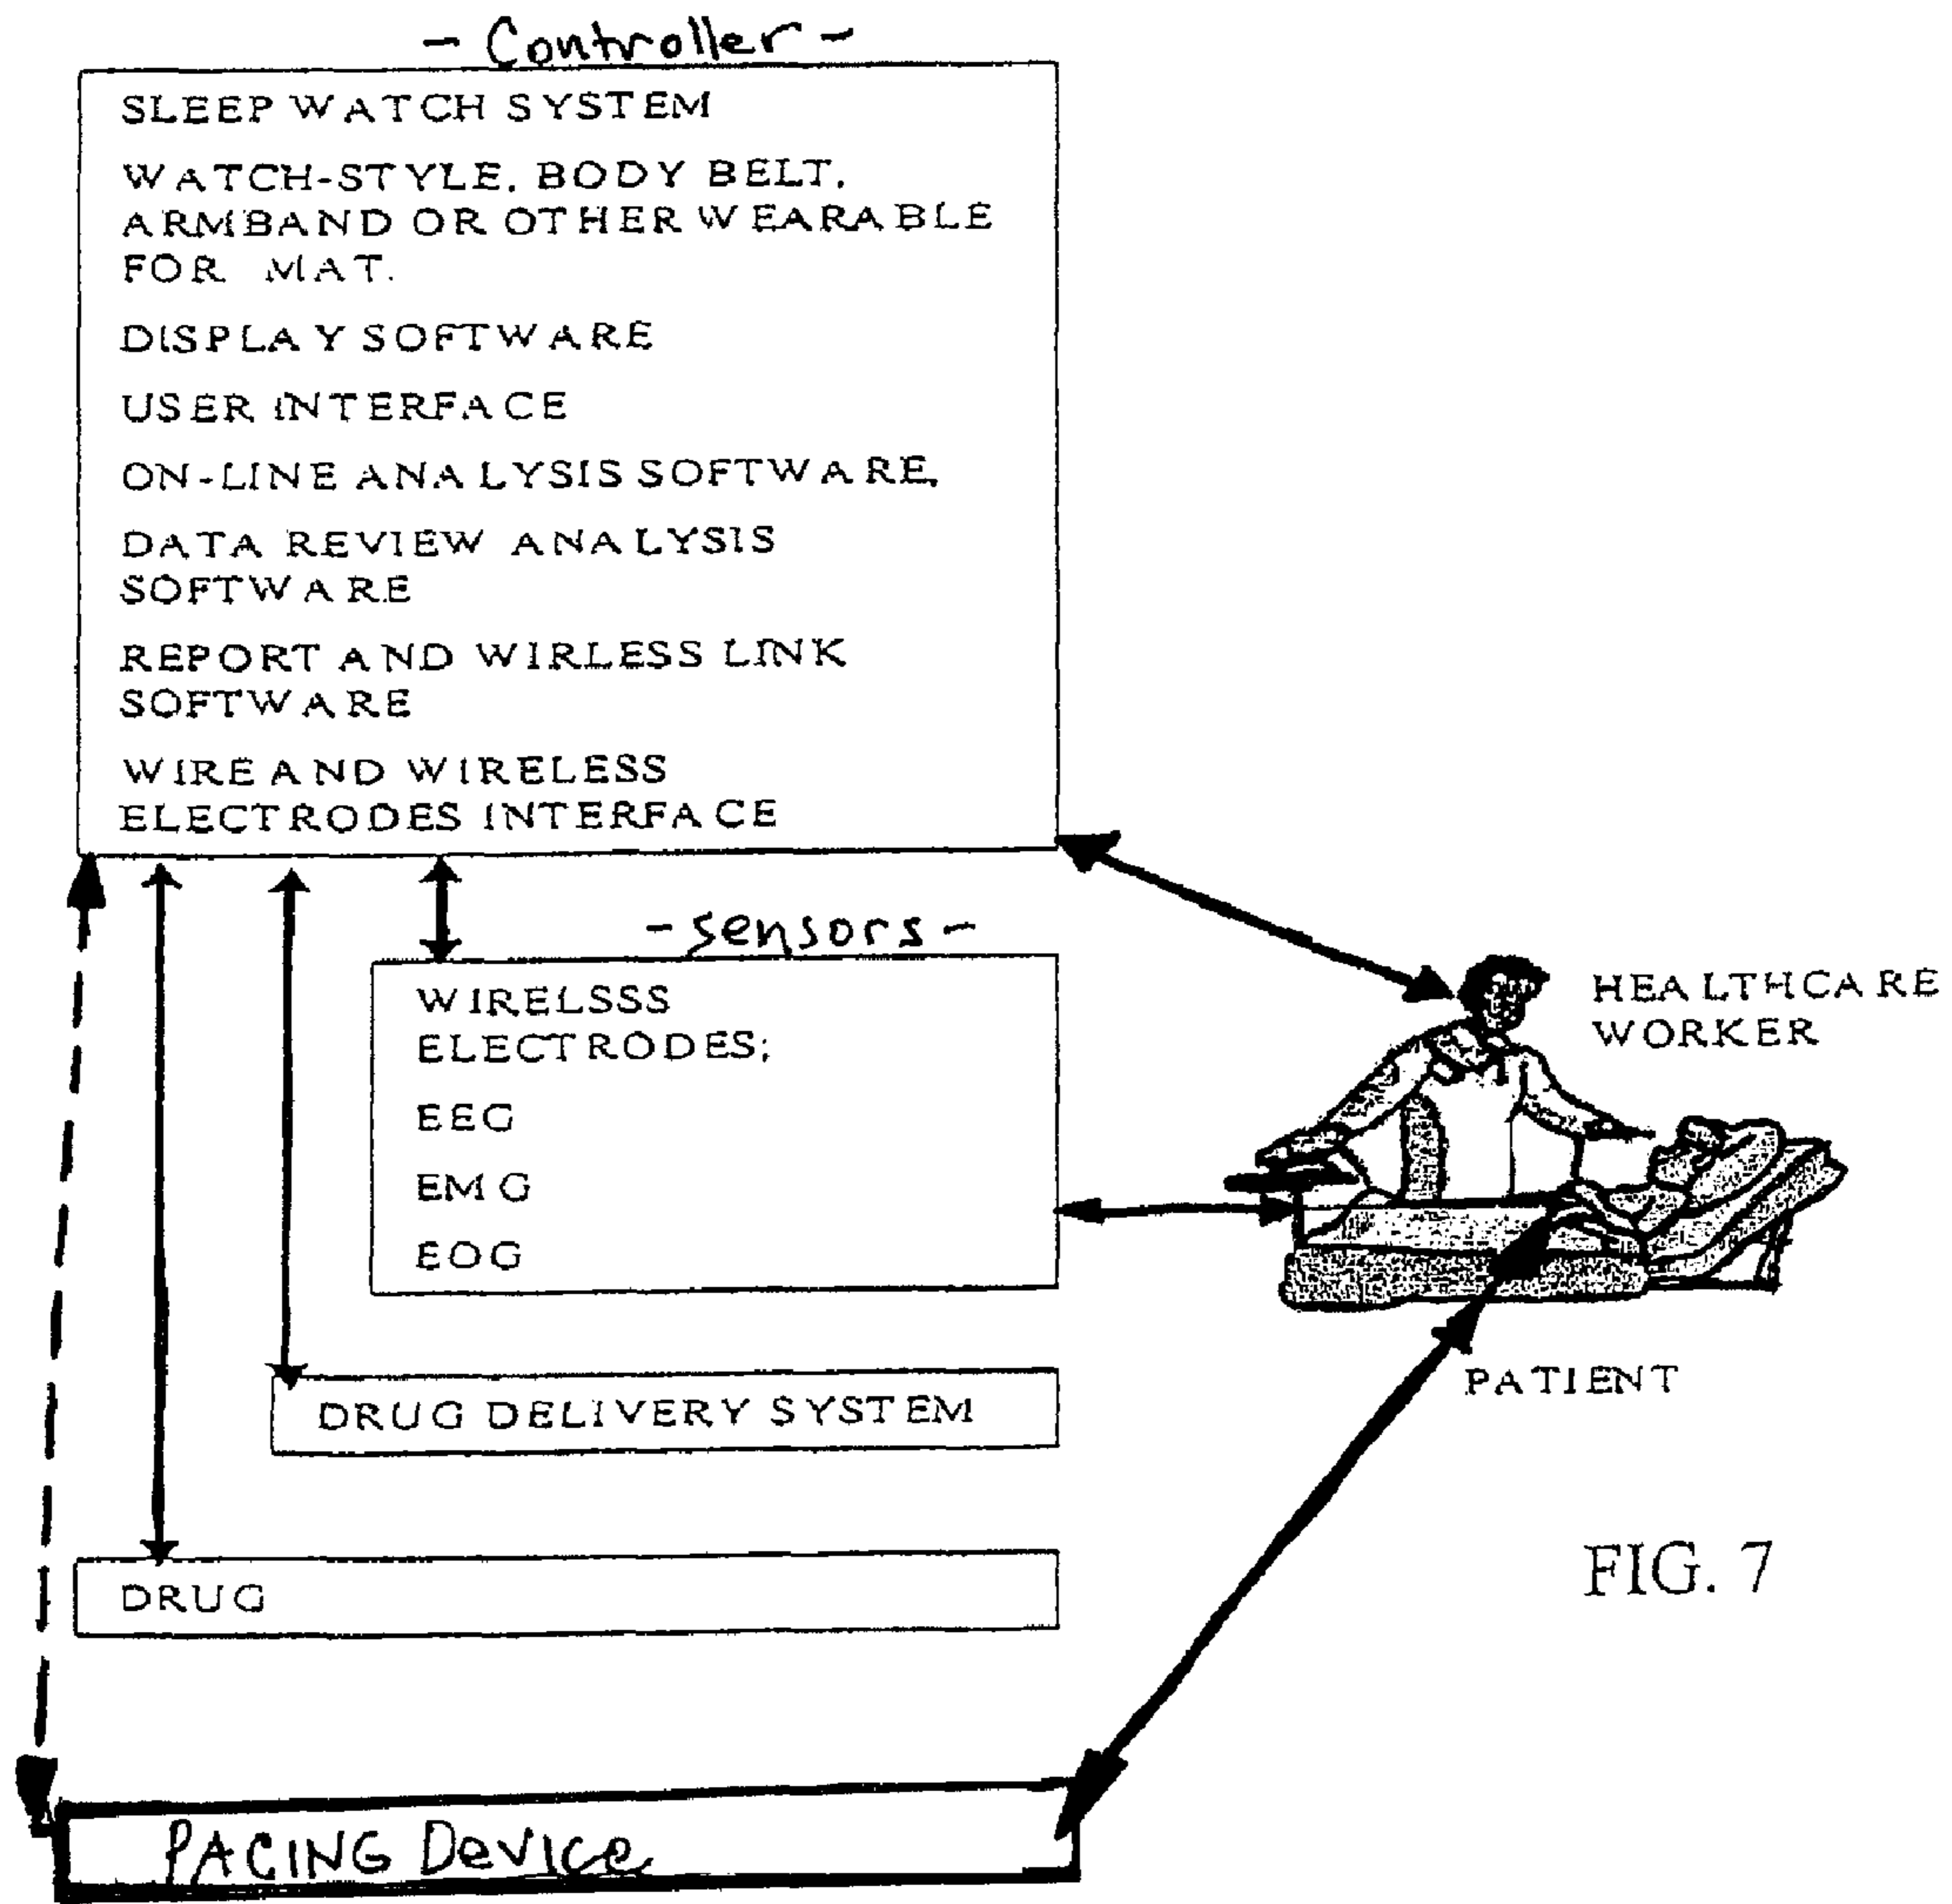 - Controller -
SLEEP WATCH SYSTEM
WATCH-STYLE, BODY BELT,
ARMBAND OR OTHER WEARABLE
FOR MAT.
DISPLAY SOFTWARE
USER INTERFACE
ON-LINE ANALYSIS SOFTWARE,
DATA REVIEW ANALYSIS
SOFTWARE
REPORT AND WIRLESS LINK
SOFTWARE
WIRE AND WIRELESS
ELECTRODES INTERFACE
- sensors -
WIRELSSS
ELECTRODES;
EEG
EMG
EOG
HEALTHCARE
WORKER
PATIENT
DRUG DELIVERY SYSTEM
DRUG
PACING Device
FIG. 7